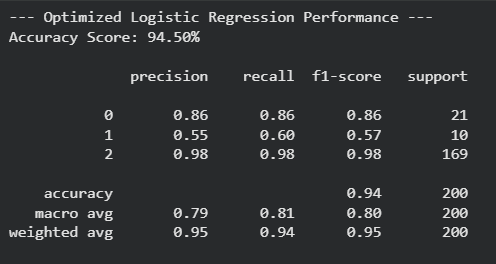 --- Optimized Logistic Regression Performance ---
Accuracy Score: 94.50%
precision recall f1-score support
0 0.86 0.86 0.86 21
1 0.55 0.60 0.57 10
2 0.98 0.98 0.98 169
accuracy 0.94 200
macro avg 0.79 0.81 0.80 200
weighted avg 0.95 0.94 0.95 200